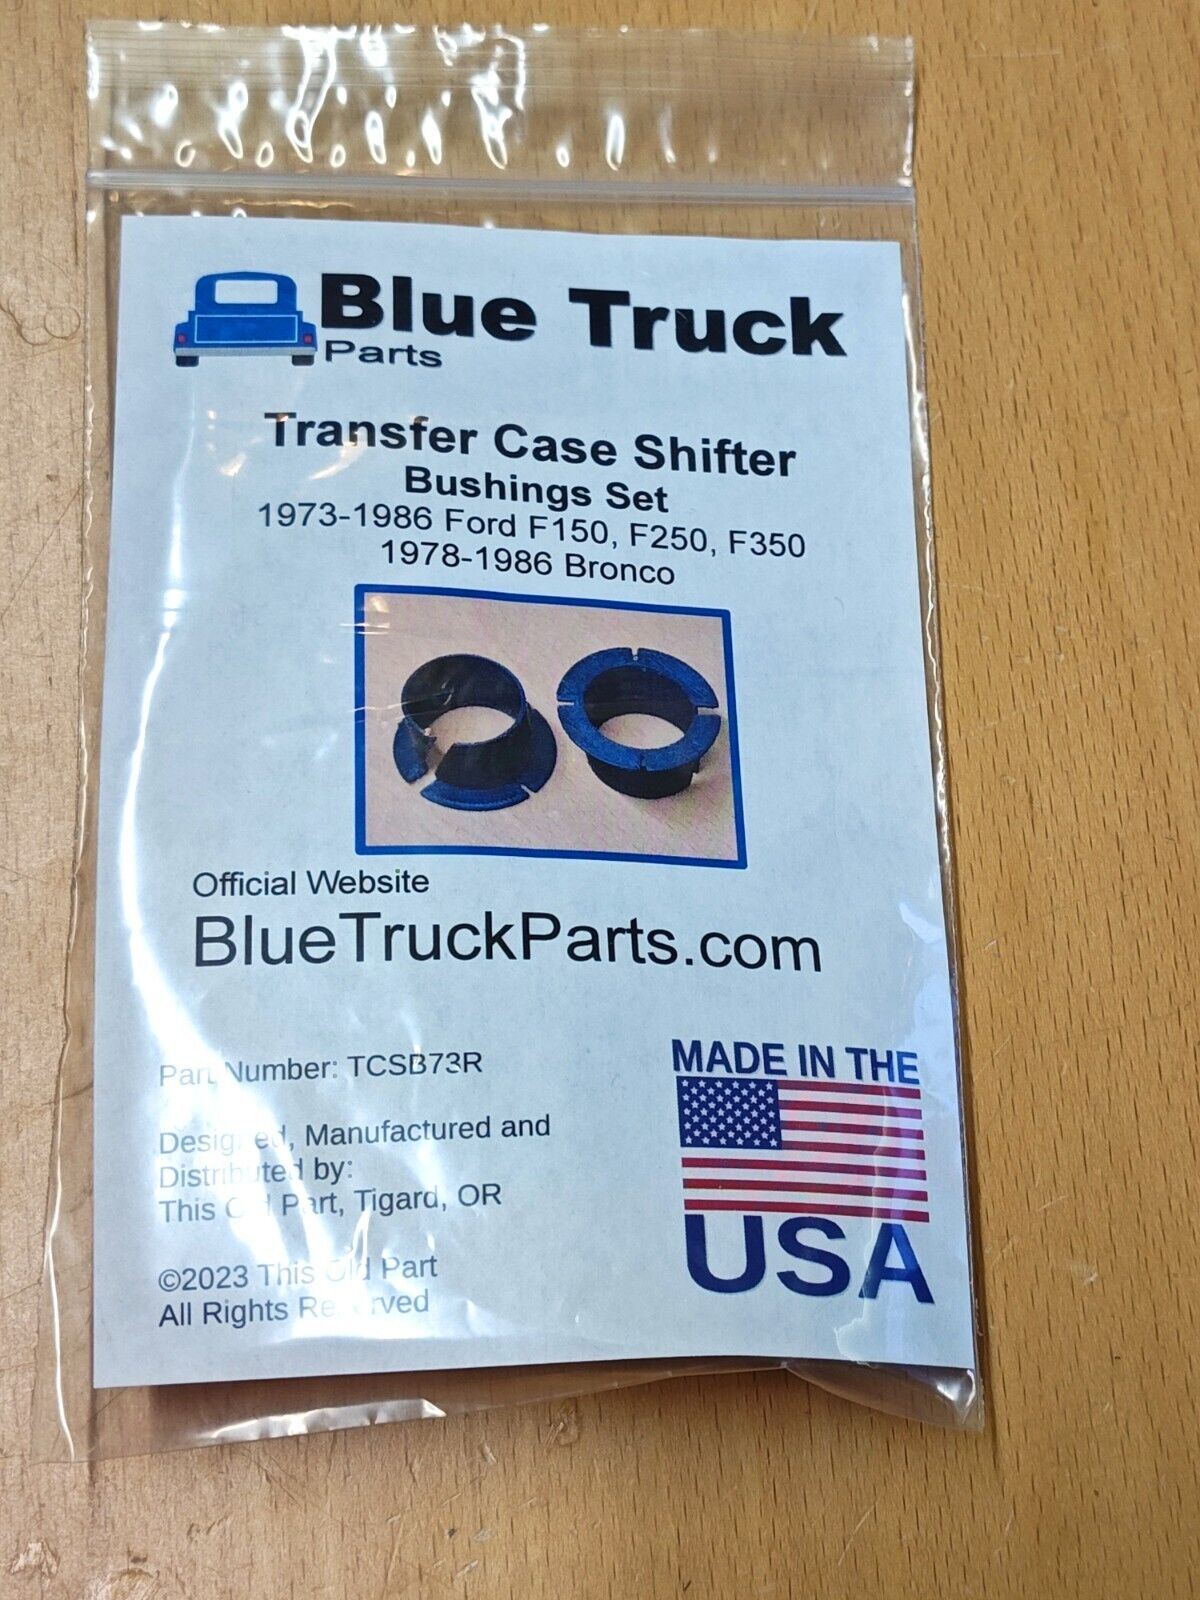 Blue Truck
Parts
Transfer Case Shifter
Bushings Set
1973-1986 Ford F150, F250, F350
1978-1986 Bronco
Official Website
BlueTruckParts.com
Part Number: TCSB73R
Designed, Manufactured and
Distributed by:
This Old Part, Tigard, OR
©2023 This Old Part
All Rights Reserved
MADE IN THE
USA